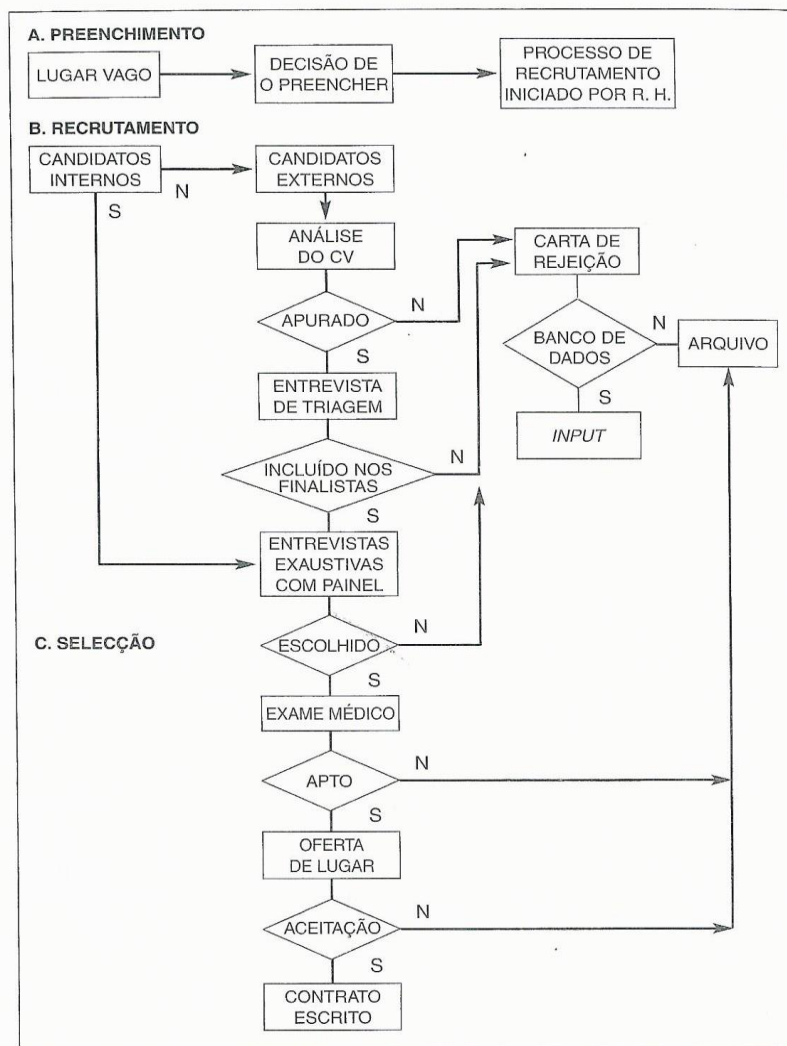 A. PREENCHIMENTO
LUGAR VAGO
DECISÃO DE
O PREENCHER
PROCESSO DE
RECRUTAMENTO
INICIADO POR R. H.
B. RECRUTAMENTO
CANDIDATOS
INTERNOS
N
S
CANDIDATOS
EXTERNOS
ANÁLISE
DO CV
CARTA DE
REJEIÇÃO
APURADO
N
S
BANCO DE
DADOS
N
S
ARQUIVO
INPUT
ENTREVISTA
DE TRIAGEM
INCLUÍDO NOS
FINALISTAS
N
S
ENTREVISTAS
EXAUSTIVAS
COM PAINEL
C. SELECÇÃO
ESCOLHIDO
N
S
EXAME MÉDICO
APTO
N
S
OFERTA
DE LUGAR
ACEITAÇÃO
N
S
CONTRATO
ESCRITO